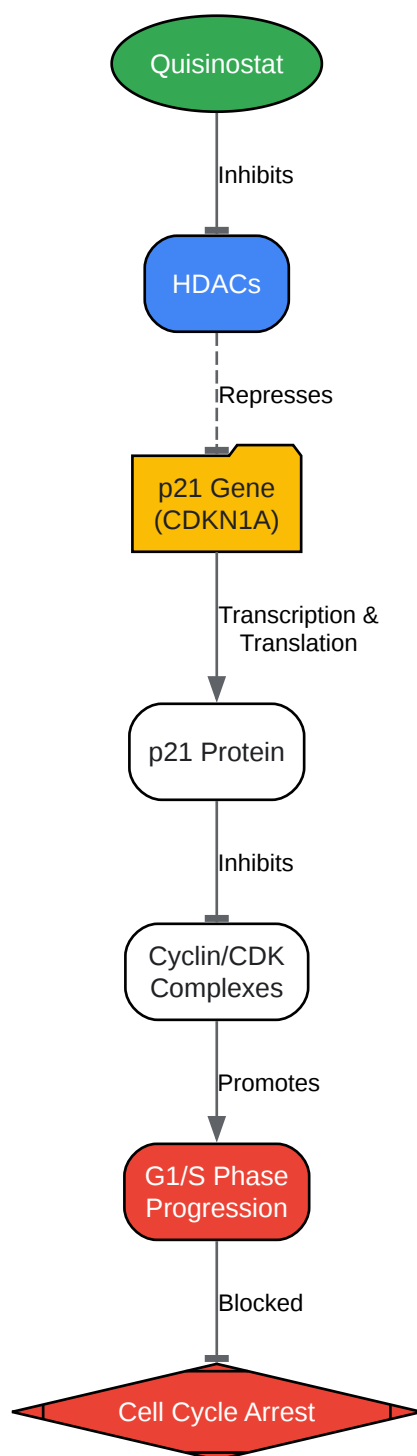 Quisinostat
Inhibits
HDACs
Represses
p21 Gene
(CDKN1A)
Transcription &
Translation
p21 Protein
Inhibits
Cyclin/CDK
Complexes
Promotes
G1/S Phase
Progression
Blocked
Cell Cycle Arrest